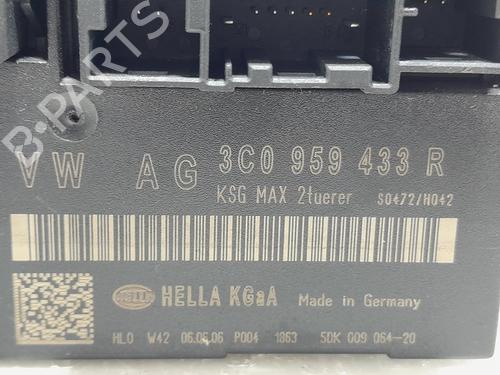 B-PARTS
VW AG 3C0 959 433 R
KSG MAX 2tuerer S0472/H042
HELLA HELLA KGaA Made in Germany
HL0 W42 06.06.06 P004 1863 5DK 009 064-20